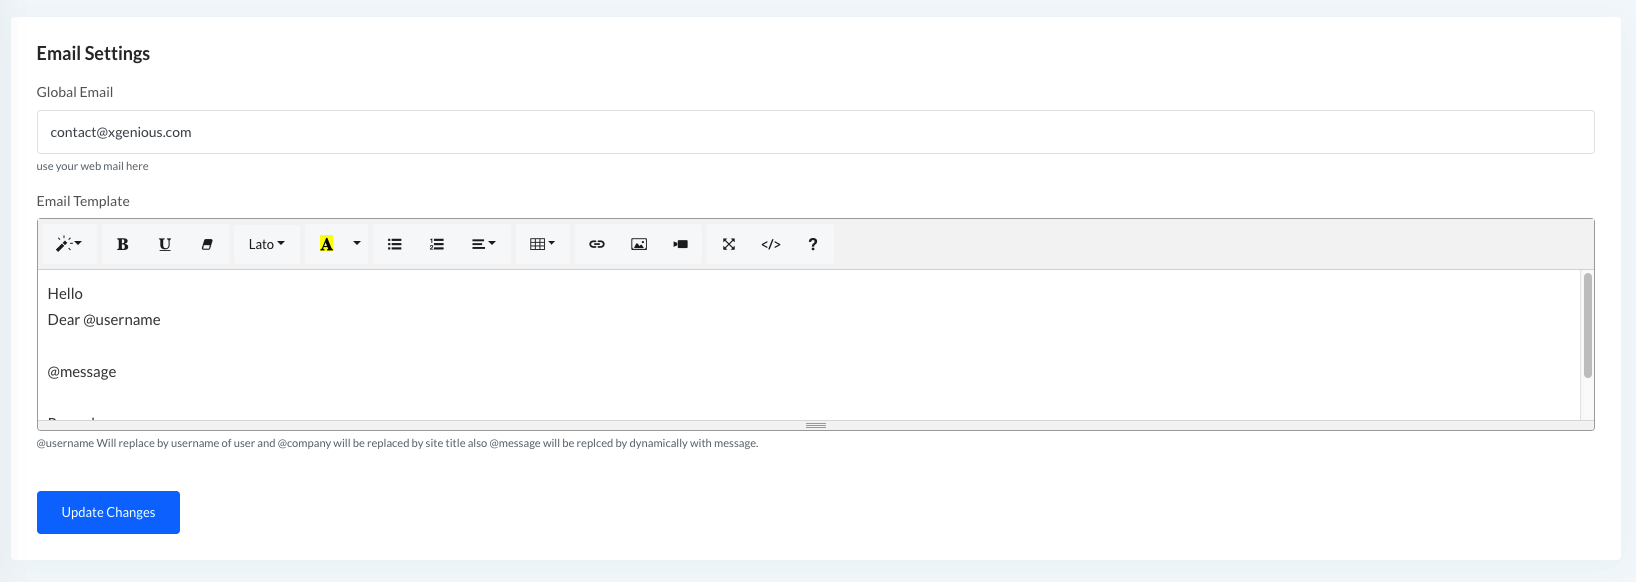 Email Settings
Global Email
contact@xgenious.com
use your web mail here
Email Template
B U Lato A </> ?
Hello
Dear @username
@message
@username Will replace by username of user and @company will be replaced by site title also @message will be replced by dynamically with message.
Update Changes